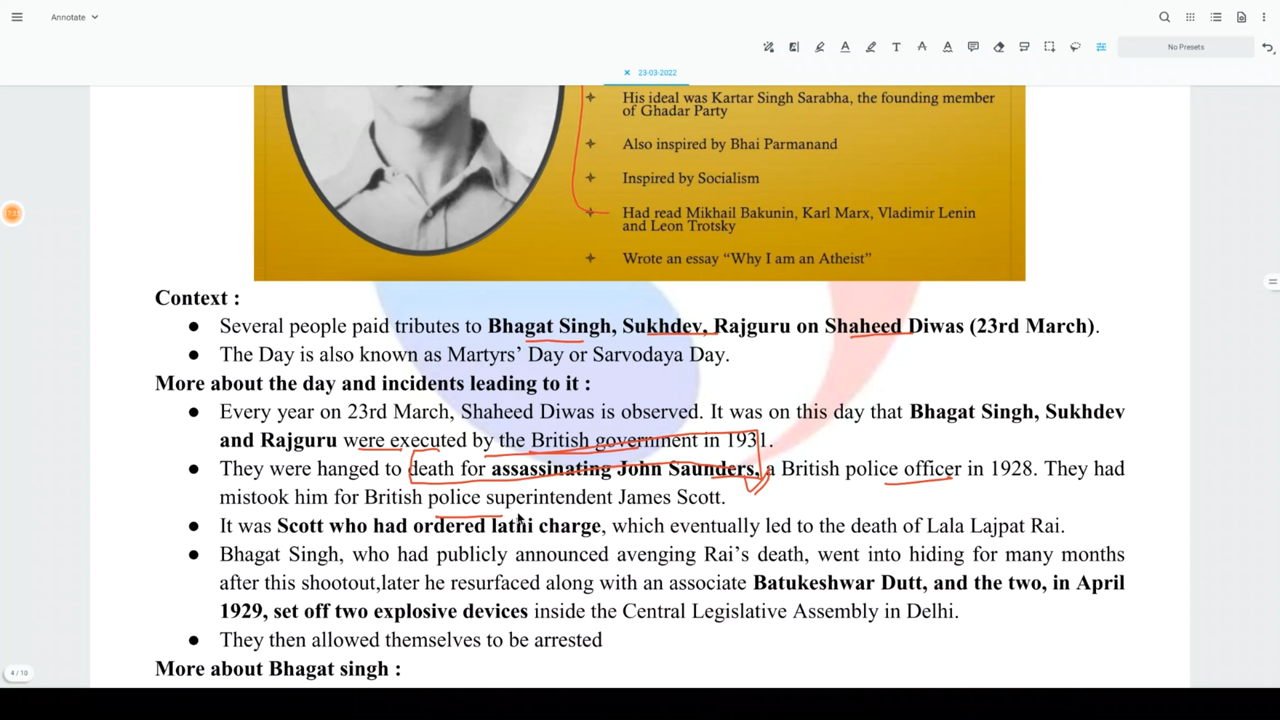 Annotate
No Presets
23-03-2022
His ideal was Kartar Singh Sarabha, the founding member
of Ghadar Party
Also inspired by Bhai Parmanand
Inspired by Socialism
Had read Mikhail Bakunin, Karl Marx, Vladimir Lenin
and Leon Trotsky
Wrote an essay “Why I am an Atheist”
Context :
● Several people paid tributes to Bhagat Singh, Sukhdev, Rajguru on Shaheed Diwas (23rd March).
● The Day is also known as Martyrs’ Day or Sarvodaya Day.
More about the day and incidents leading to it :
● Every year on 23rd March, Shaheed Diwas is observed. It was on this day that Bhagat Singh, Sukhdev
and Rajguru were executed by the British government in 1931.
● They were hanged to death for assassinating John Saunders, a British police officer in 1928. They had
mistook him for British police superintendent James Scott.
● It was Scott who had ordered lathi charge, which eventually led to the death of Lala Lajpat Rai.
● Bhagat Singh, who had publicly announced avenging Rai’s death, went into hiding for many months
after this shootout,later he resurfaced along with an associate Batukeshwar Dutt, and the two, in April
1929, set off two explosive devices inside the Central Legislative Assembly in Delhi.
● They then allowed themselves to be arrested
4 / 10
More about Bhagat singh :